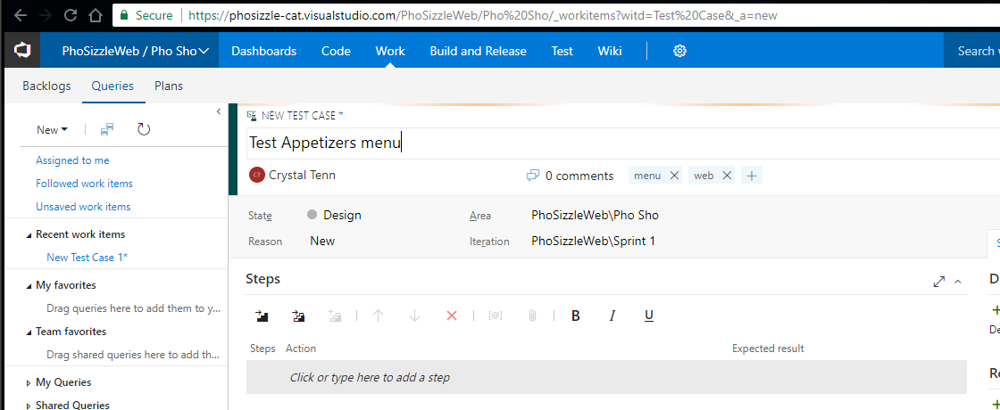 Secure https://phosizzle-cat.visualstudio.com/PhoSizzleWeb/Pho%20Sho/_workitems?witd=Test%20Case&_a=new
PhoSizzleWeb / Pho Sho Dashboards Code Work Build and Release Test Wiki Search w
Backlogs Queries Plans
New
Assigned to me
Followed work items
Unsaved work items
Recent work items
New Test Case 1*
My favorites
Drag queries here to add them to y...
Team favorites
Drag shared queries here to add th...
My Queries
Shared Queries
NEW TEST CASE *
Test Appetizers menu
CT Crystal Tenn 0 comments menu web
State Design Area PhoSizzleWeb\Pho Sho
Reason New Iteration PhoSizzleWeb\Sprint 1
Steps
[@] B I U
Steps Action Expected result
Click or type here to add a step
S
D
De
R